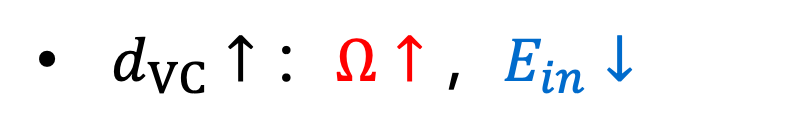 • d_VC ↑ : Ω ↑ , E_in ↓